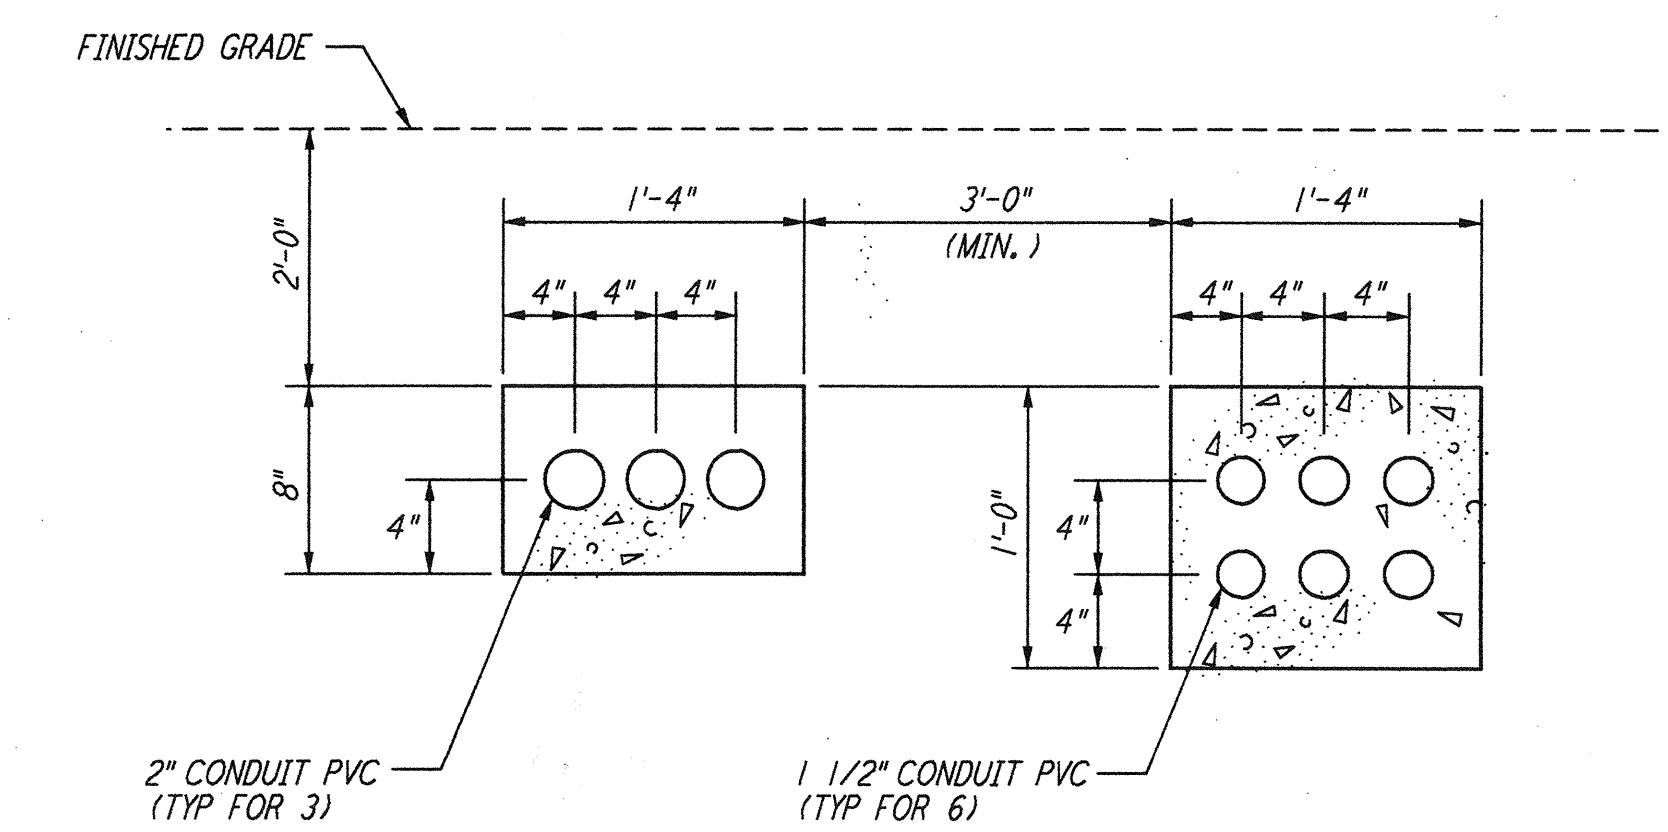 FINISHED GRADE
1'-4"
3'-0"
(MIN.)
1'-4"
2'-0"
4"
4"
4"
4"
4"
4"
8"
4"
1'-0"
4"
4"
2" CONDUIT PVC
(TYP FOR 3)
1 1/2" CONDUIT PVC
(TYP FOR 6)